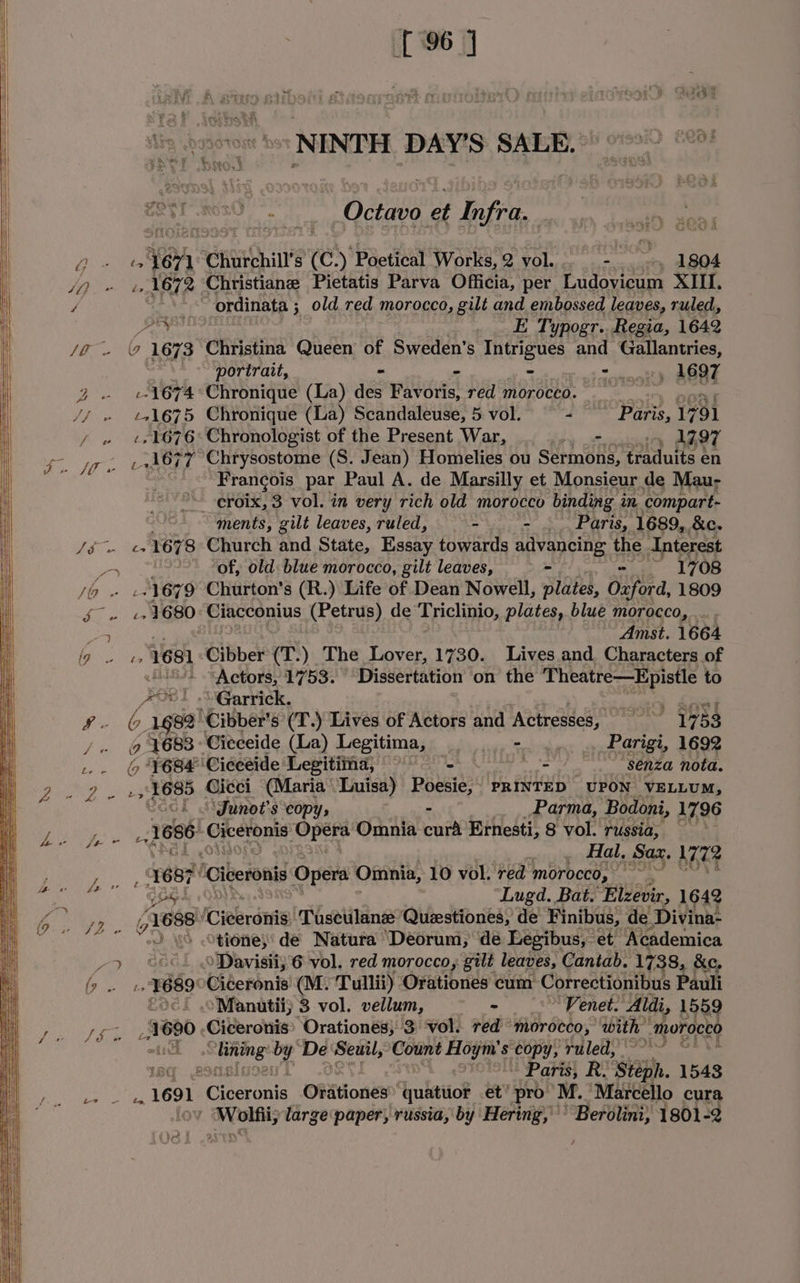 [ 96 ]
NINTH DAY'S SALE.
Octavo et Infra.
1671 Churchill's (C.) Poetical Works, 2 vol. - 1804
1672 Christianæ Pietatis Parva Officia, per Ludovicum XIII.
ordinata ; old red morocco, gilt and embossed leaves, ruled,
E Typogr. Regia, 1642
1673 Christina Queen of Sweden's Intrigues and Gallantries,
portrait, - - - - 1697
1674 Chronique (La) des Favoris, red morocco.
1675 Chronique (La) Scandaleuse, 5 vol. - Paris, 1791
1676 Chronologist of the Present War, - 1797
1677 Chrysostome (S. Jean) Homelies ou Sermons, traduits en
François par Paul A. de Marsilly et Monsieur de Mau-
croix, 3 vol. in very rich old morocco binding in compart-
ments, gilt leaves, ruled, - - Paris, 1689, &c.
1678 Church and State, Essay towards advancing the Interest
of, old blue morocco, gilt leaves, - - 1708
1679 Churton's (R.) Life of Dean Nowell, plates, Oxford, 1809
1680 Ciacconius (Petrus) de Triclinio, plates, blue morocco,
Amst. 1664
1681 Cibber (T.) The Lover, 1730. Lives and Characters of
Actors, 1753. Dissertation on the Theatre—Epistle to
Garrick.
1682 Cibber's (T.) Lives of Actors and Actresses, 1753
1683 Cicceide (La) Legitima, - Parigi, 1692
1684 Cicceide Legitima, - - senza nota.
1685 Cicci (Maria Luisa) Poesie, PRINTED UPON VELLUM,
Junot's copy, - Parma, Bodoni, 1796
1686 Ciceronis Opera Omnia curâ Ernesti, 8 vol. russia,
Hal. Sax. 1772
1687 Ciceronis Opera Omnia, 10 vol. red morocco,
Lugd. Bat. Elzevir, 1642
1688 Ciceronis Tusculanæ Quæstiones, de Finibus, de Divina-
tione, de Natura Deorum, de Legibus, et Academica
Davisii, 6 vol. red morocco, gilt leaves, Cantab. 1738, &c.
1689 Ciceronis (M. Tullii) Orationes cum Correctionibus Pauli
Manutii, 3 vol. vellum, - Venet. Aldi, 1559
1690 Ciceronis Orationes, 3 vol. red morocco, with morocco
lining by De Seuil, Count Hoym's copy, ruled,
Paris, R. Steph. 1543
1691 Ciceronis Orationes quatuor et pro M. Marcello cura
Wolfii, large paper, russia, by Hering, Berolini, 1801-2